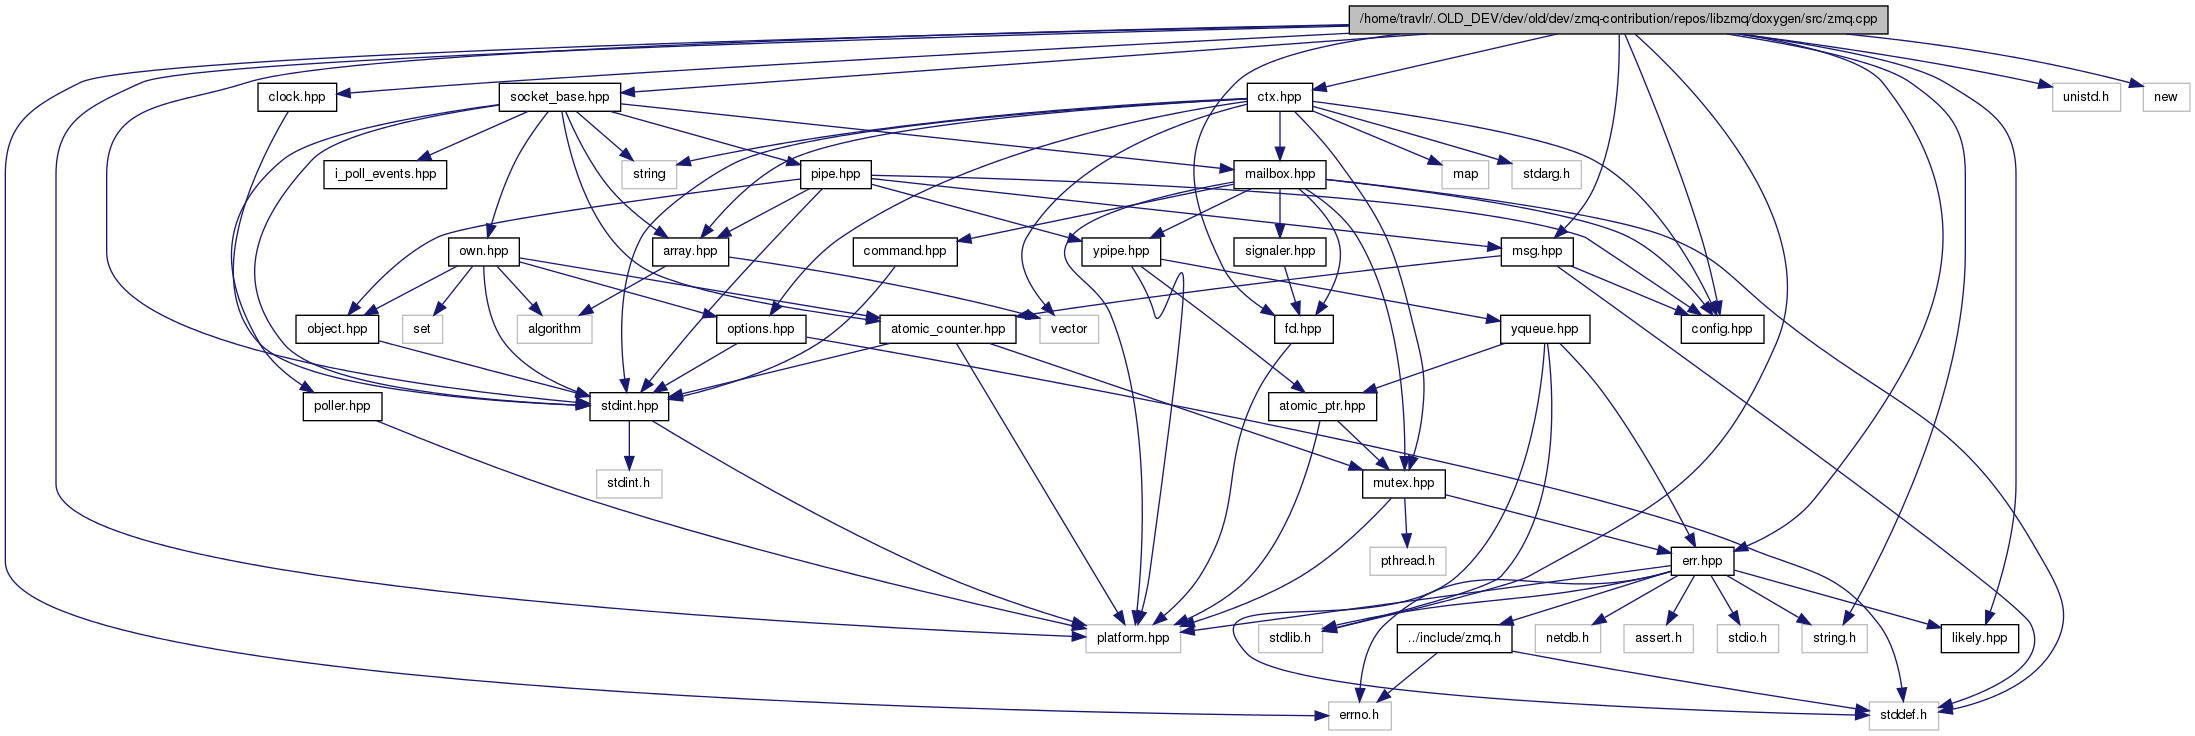 /home/travlr/.OLD_DEV/dev/old/dev/zmq-contribution/repos/libzmq/doxygen/src/zmq.cpp
clock.hpp
socket_base.hpp
ctx.hpp
unistd.h
new
i_poll_events.hpp
string
pipe.hpp
mailbox.hpp
map
stdarg.h
own.hpp
array.hpp
command.hpp
ypipe.hpp
signaler.hpp
msg.hpp
object.hpp
set
algorithm
options.hpp
atomic_counter.hpp
vector
fd.hpp
yqueue.hpp
config.hpp
poller.hpp
stdint.hpp
atomic_ptr.hpp
stdint.h
mutex.hpp
pthread.h
err.hpp
platform.hpp
stdlib.h
../include/zmq.h
netdb.h
assert.h
stdio.h
string.h
likely.hpp
errno.h
stddef.h